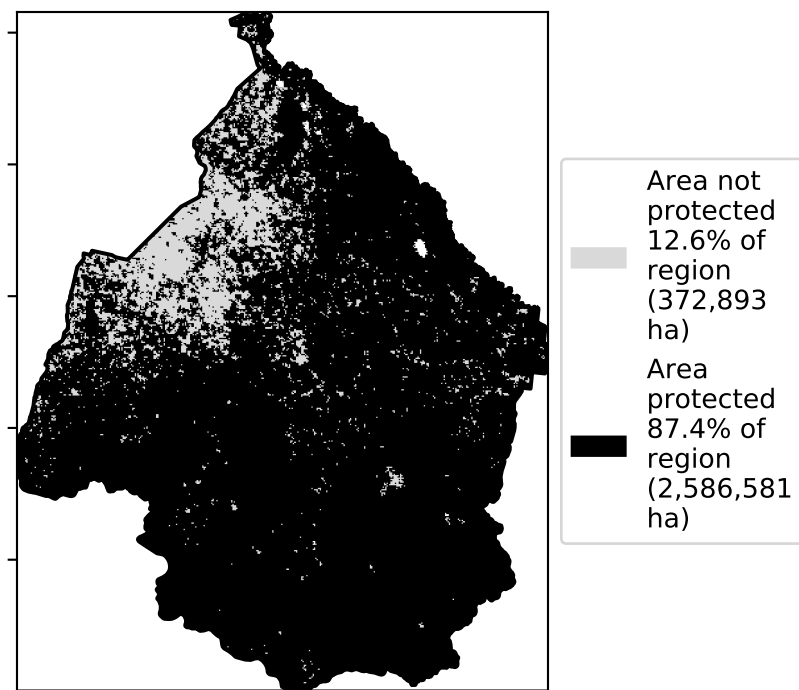 Area not
protected
12.6% of
region
(372,893
ha)
Area
protected
87.4% of
region
(2,586,581
ha)